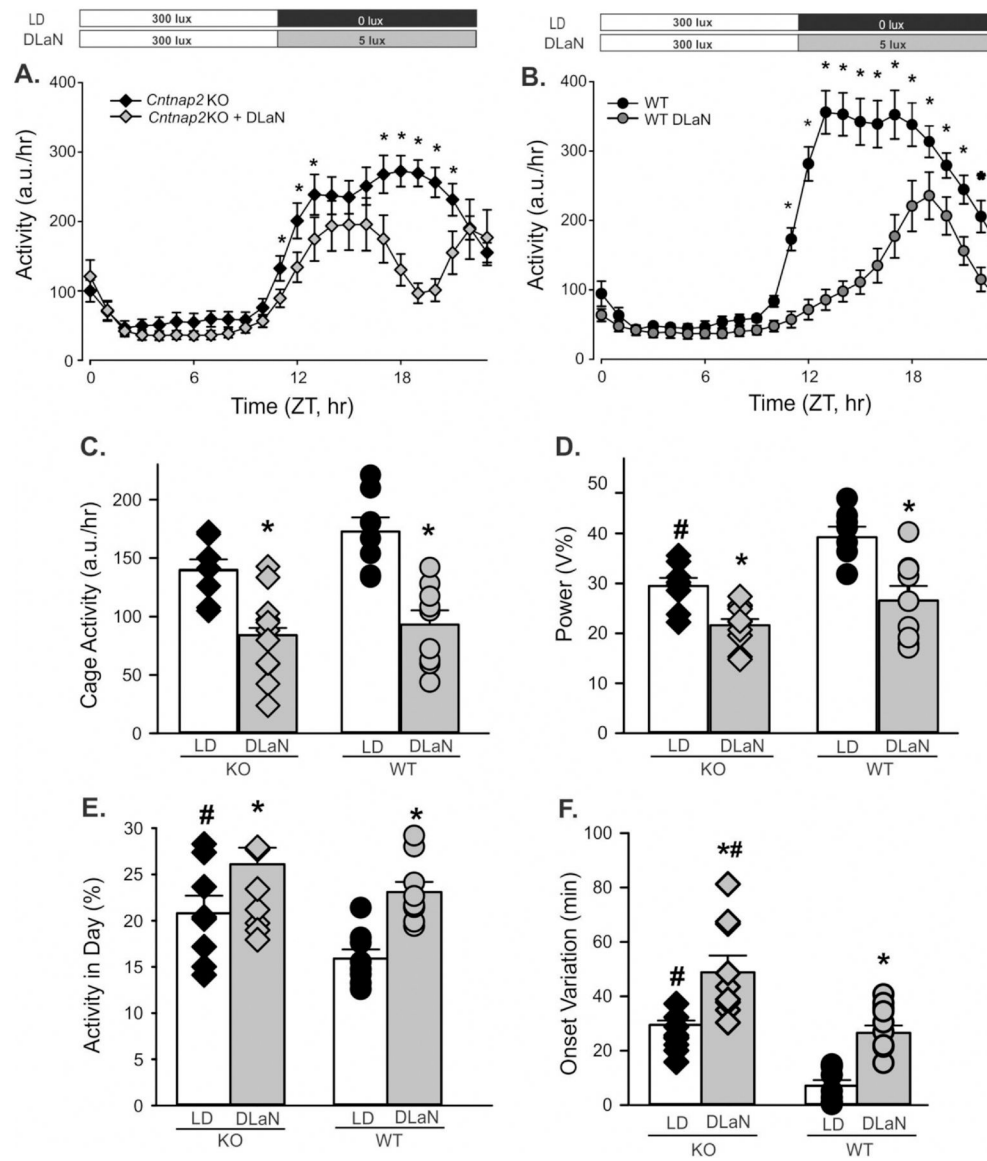 LD 300 lux 0 lux
DLaN 300 lux 5 lux
LD 300 lux 0 lux
DLaN 300 lux 5 lux
A.
400
300
200
100
0
Activity (a.u./hr)
Cntnap2 KO
Cntnap2KO + DLaN
* * * * * * * *
0 6 12 18
Time (ZT, hr)
B.
400
300
200
100
0
Activity (a.u./hr)
WT
WT DLaN
* * * * * * * * * * * *
0 6 12 18
Time (ZT, hr)
C.
200
150
100
50
0
Cage Activity (a.u./hr)
* *
LD DLaN LD DLaN
KO WT
D.
50
40
30
20
10
0
Power (V%)
# * *
LD DLaN LD DLaN
KO WT
E.
30
25
20
15
10
5
0
Activity in Day (%)
# * *
LD DLaN LD DLaN
KO WT
F.
100
80
60
40
20
0
Onset Variation (min)
# *# *
LD DLaN LD DLaN
KO WT